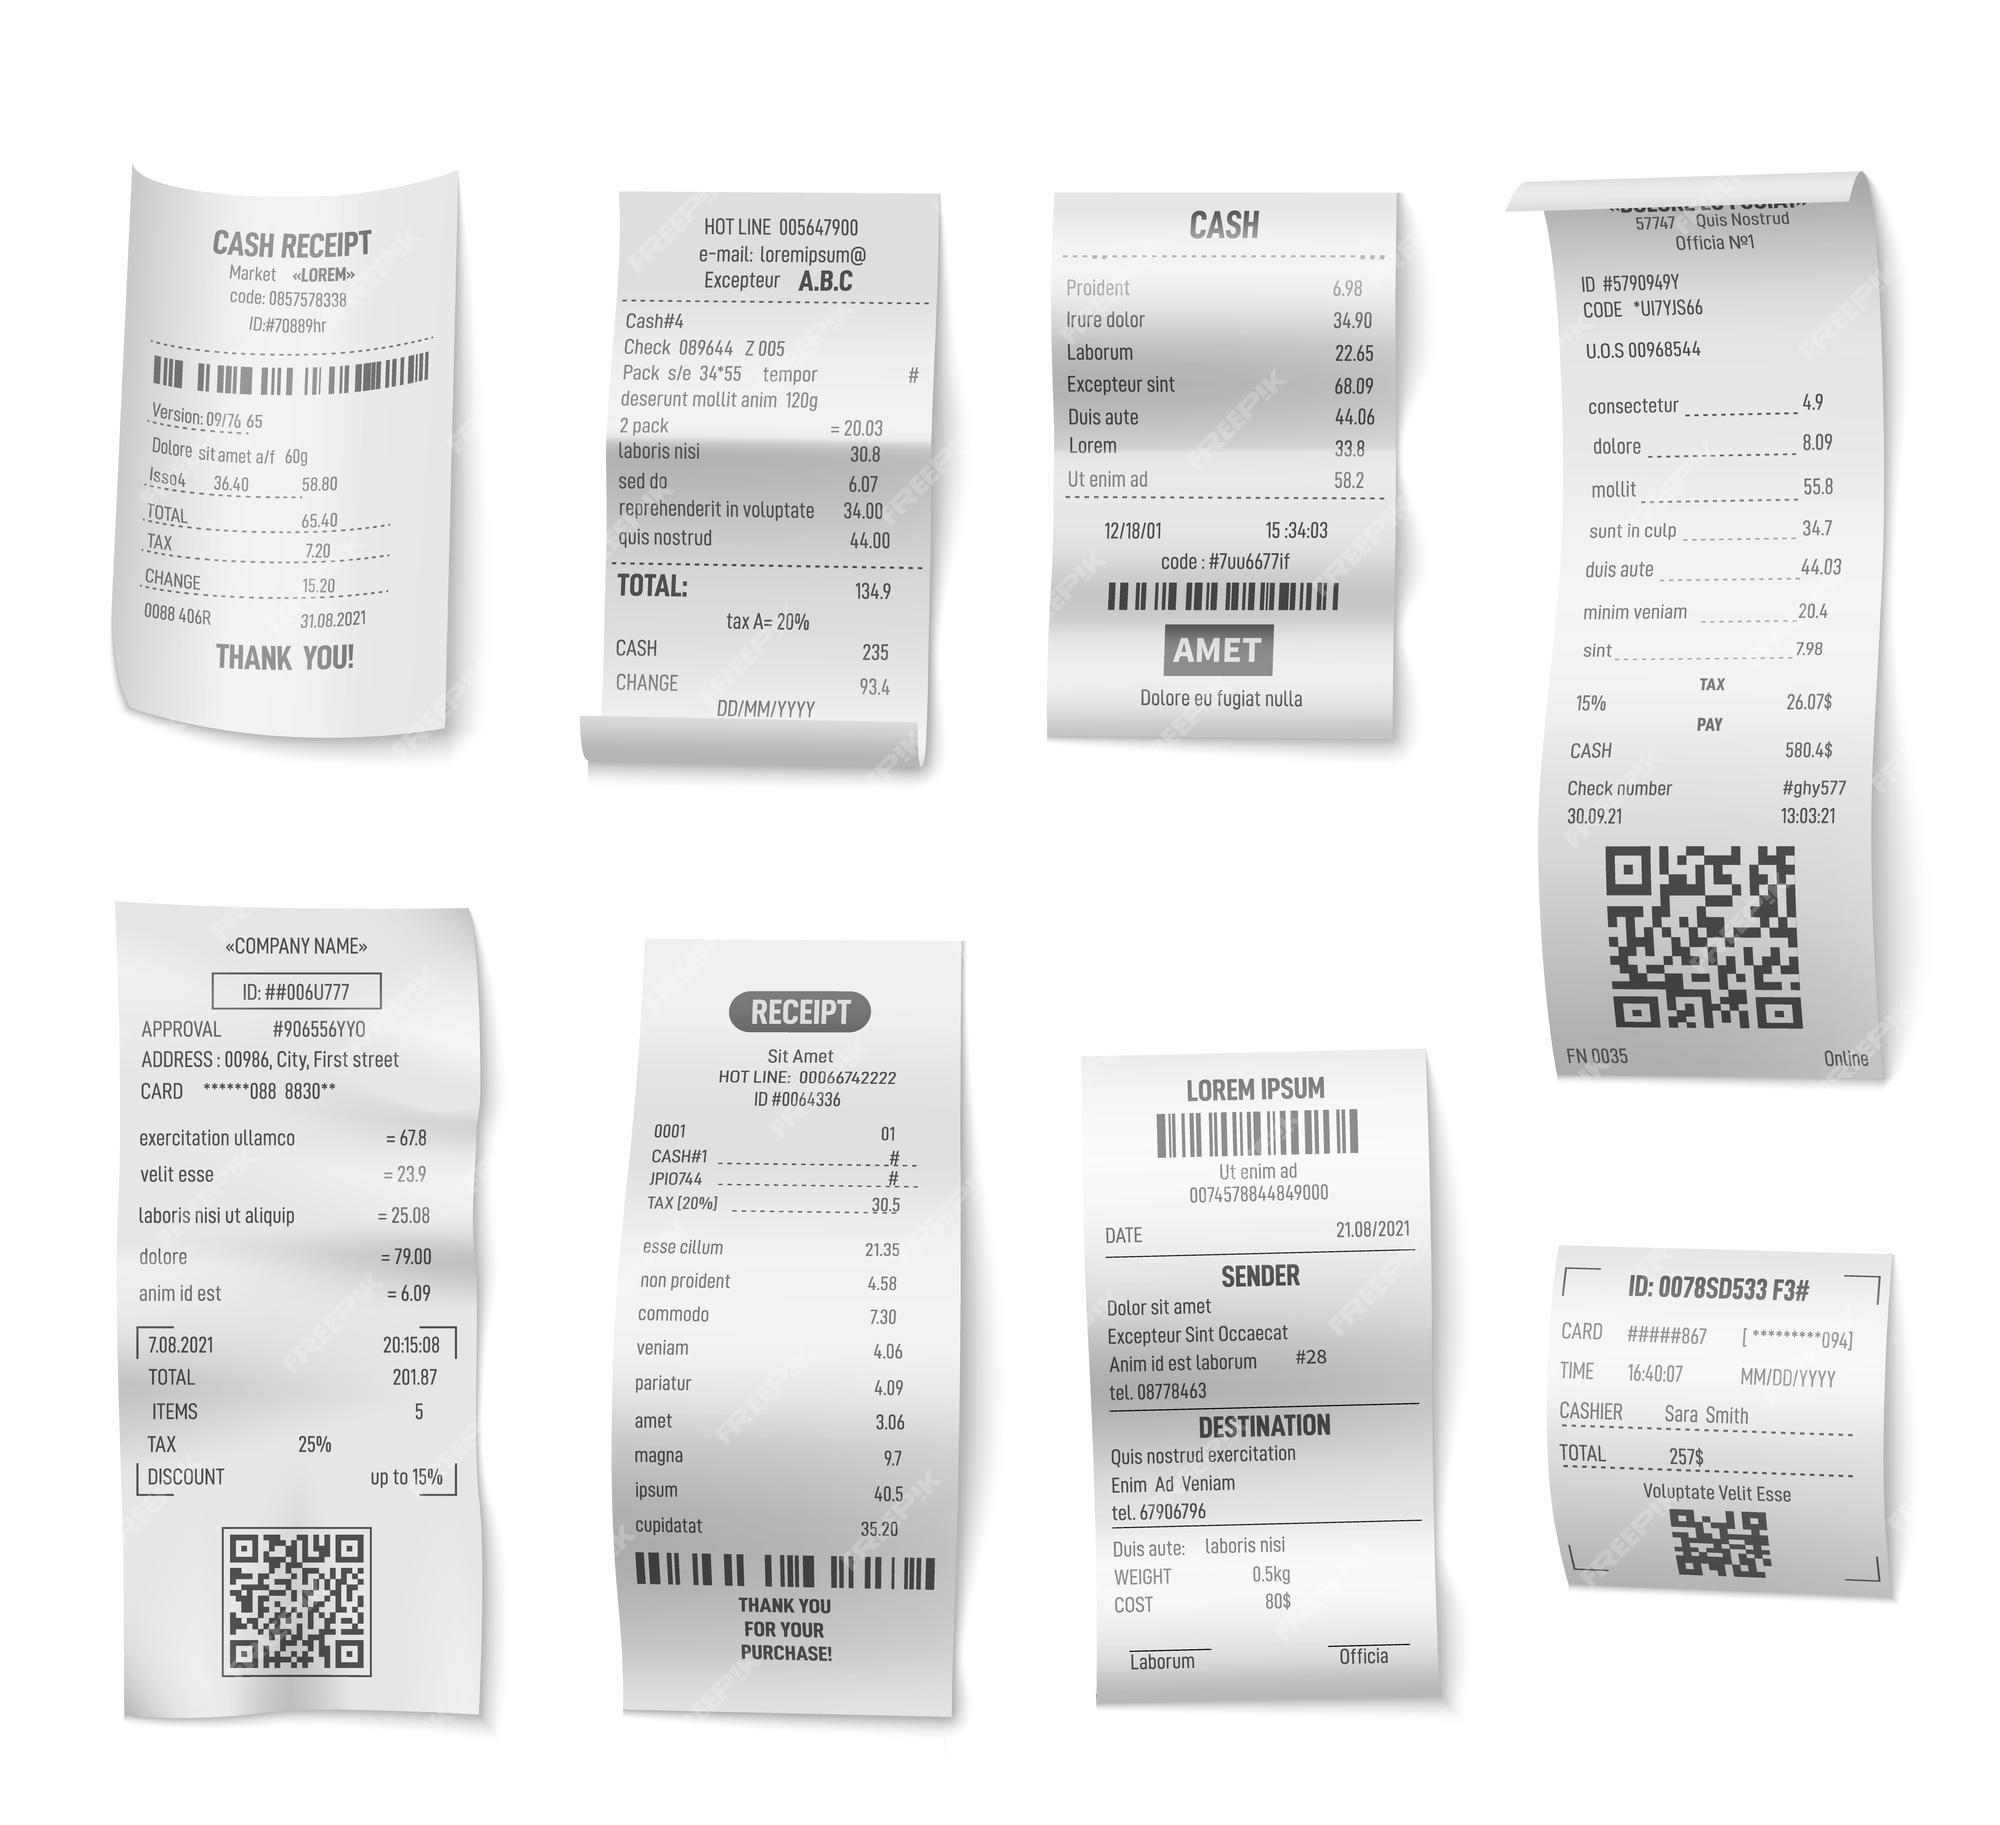 CASH RECEIPT
Market «LOREM»
code: 0857578338
ID:#70889hr
Version: 09/76 65
Dolore sit amet a/f 60g
Isso4 36.40 58.80
TOTAL 65.40
TAX 7.20
CHANGE 15.20
0088 406R 31.08.2021
THANK YOU!
HOT LINE 005647900
e-mail: loremipsum@
Excepteur A.B.C
Cash#4
Check 089644 Z 005
Pack s/e 34*55 tempor #
deserunt mollit anim 120g
2 pack = 20.03
laboris nisi 30.8
sed do 6.07
reprehenderit in voluptate 34.00
quis nostrud 44.00
TOTAL: 134.9
tax A= 20%
CASH 235
CHANGE 93.4
DD/MM/YYYY
CASH
Proident 6.98
Irure dolor 34.90
Laborum 22.65
Excepteur sint 68.09
Duis aute 44.06
Lorem 33.8
Ut enim ad 58.2
12/18/01 15 :34:03
code : #7uu6677if
AMET
Dolore eu fugiat nulla
57747 Quis Nostrud
Officia №1
ID #5790949Y
CODE *UI7YJS66
U.O.S 00968544
consectetur 4.9
dolore 8.09
mollit 55.8
sunt in culp 34.7
duis aute 44.03
minim veniam 20.4
sint 7.98
TAX
15% 26.07$
PAY
CASH 580.4$
Check number #ghy577
30.09.21 13:03:21
FN 0035 Online
«COMPANY NAME»
ID: ##006U777
APPROVAL #906556YYO
ADDRESS : 00986, City, First street
CARD ******088 8830**
exercitation ullamco = 67.8
velit esse = 23.9
laboris nisi ut aliquip = 25.08
dolore = 79.00
anim id est = 6.09
7.08.2021 20:15:08
TOTAL 201.87
ITEMS 5
TAX 25%
DISCOUNT up to 15%
RECEIPT
Sit Amet
HOT LINE: 00066742222
ID #0064336
0001 01
CASH#1 #
JPIO744 #
TAX [20%] 30.5
esse cillum 21.35
non proident 4.58
commodo 7.30
veniam 4.06
pariatur 4.09
amet 3.06
magna 9.7
ipsum 40.5
cupidatat 35.20
THANK YOU
FOR YOUR
PURCHASE!
LOREM IPSUM
Ut enim ad
0074578844849000
DATE 21.08/2021
SENDER
Dolor sit amet
Excepteur Sint Occaecat
Anim id est laborum #28
tel. 08778463
DESTINATION
Quis nostrud exercitation
Enim Ad Veniam
tel. 67906796
Duis aute: laboris nisi
WEIGHT 0.5kg
COST 80$
Laborum Officia
ID: 0078SD533 F3#
CARD #####867 [ *********094]
TIME 16:40:07 MM/DD/YYYY
CASHIER Sara Smith
TOTAL 257$
Voluptate Velit Esse